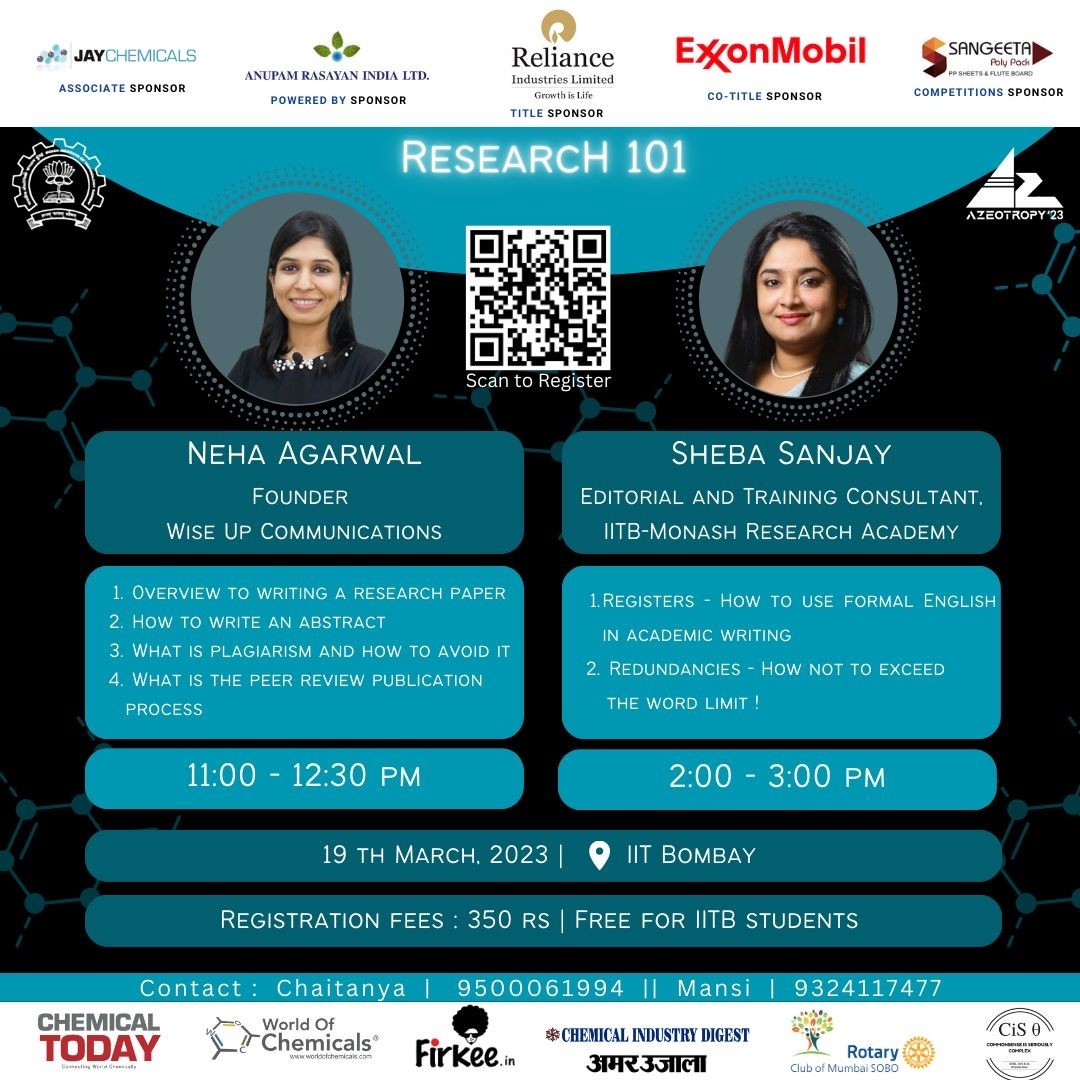 JAYCHEMICALS
ASSOCIATE SPONSOR
ANUPAM RASAYAN INDIA LTD.
POWERED BY SPONSOR
Reliance
Industries Limited
Growth is Life
TITLE SPONSOR
ExxonMobil
CO-TITLE SPONSOR
SANGEETA
Poly Pack
PP SHEETS & FLUTE BOARD
COMPETITIONS SPONSOR
RESEARCH 101
AZEOTROPY'23
Scan to Register
NEHA AGARWAL
FOUNDER
WISE UP COMMUNICATIONS
1. OVERVIEW TO WRITING A RESEARCH PAPER
2. HOW TO WRITE AN ABSTRACT
3. WHAT IS PLAGIARISM AND HOW TO AVOID IT
4. WHAT IS THE PEER REVIEW PUBLICATION
PROCESS
11:00 - 12:30 PM
SHEBA SANJAY
EDITORIAL AND TRAINING CONSULTANT,
IITB-MONASH RESEARCH ACADEMY
1.REGISTERS - HOW TO USE FORMAL ENGLISH
IN ACADEMIC WRITING
2. REDUNDANCIES - HOW NOT TO EXCEED
THE WORD LIMIT !
2:00 - 3:00 PM
19 TH MARCH, 2023 | IIT BOMBAY
REGISTRATION FEES : 350 RS | FREE FOR IITB STUDENTS
Contact : Chaitanya | 9500061994 || Mansi | 9324117477
CHEMICAL
TODAY
Connecting World Chemically
World Of
Chemicals®
www.worldofchemicals.com
Firkee.in
CHEMICAL INDUSTRY DIGEST
अमर उजाला
Rotary
Club of Mumbai SOBO
CiS θ
COMMONSENSE IS SERIOUSLY
COMPLEX